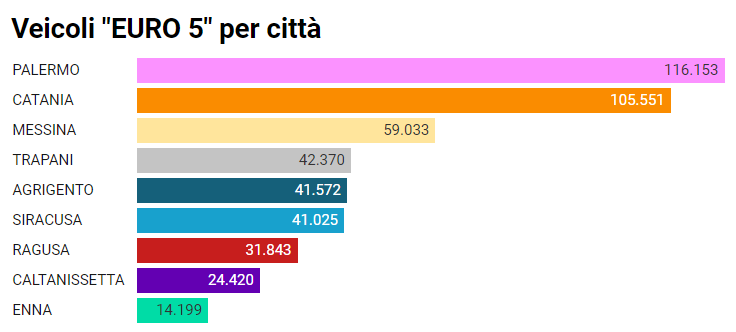 Veicoli "EURO 5" per città
PALERMO 116.153
CATANIA 105.551
MESSINA 59.033
TRAPANI 42.370
AGRIGENTO 41.572
SIRACUSA 41.025
RAGUSA 31.843
CALTANISSETTA 24.420
ENNA 14.199